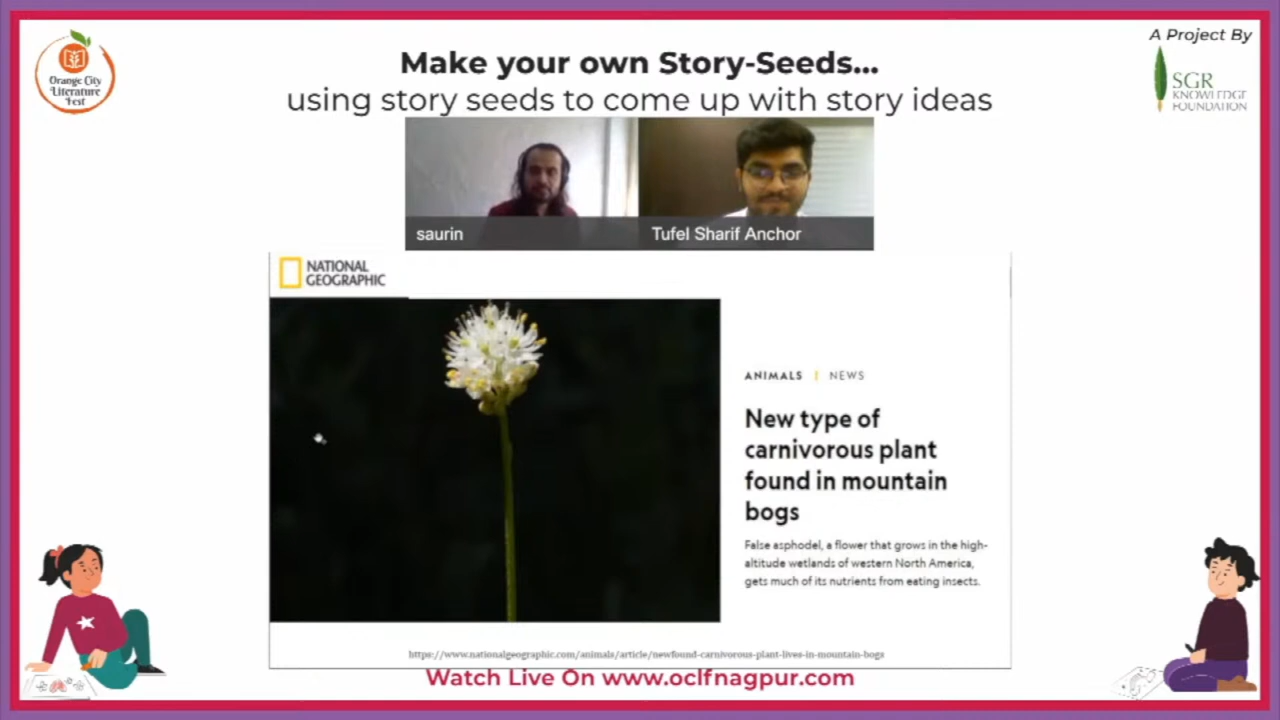 Orange City
Literature
Fest
Make your own Story-Seeds...
using story seeds to come up with story ideas
A Project By
SGR
KNOWLEDGE
FOUNDATION
saurin
Tufel Sharif Anchor
NATIONAL
GEOGRAPHIC
ANIMALS | NEWS
New type of
carnivorous plant
found in mountain
bogs
False asphodel, a flower that grows in the high-
altitude wetlands of western North America,
gets much of its nutrients from eating insects.
https://www.nationalgeographic.com/animals/article/newfound-carnivorous-plant-lives-in-mountain-bogs
Watch Live On www.oclfnagpur.com